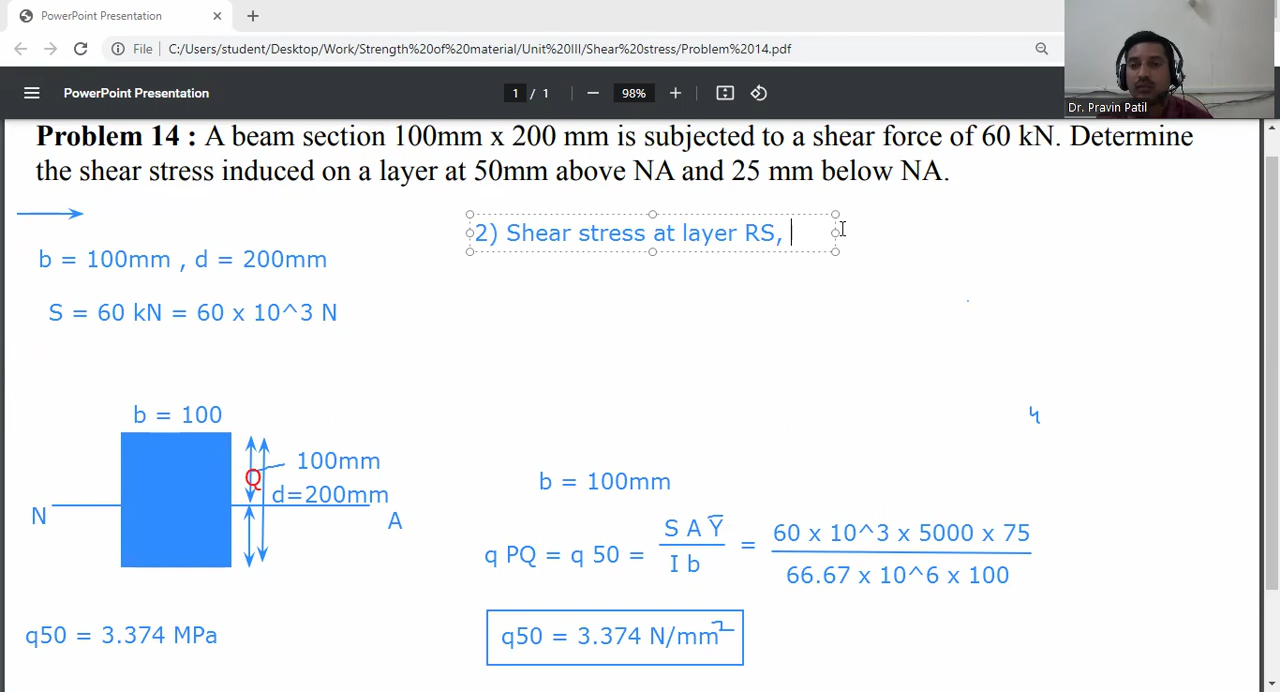 PowerPoint Presentation
File
C:/Users/student/Desktop/Work/Strength%20of%20material/Unit%20III/Shear%20stress/Problem%2014.pdf
PowerPoint Presentation
1 / 1
98%
Dr. Pravin Patil
Problem 14 : A beam section 100mm x 200 mm is subjected to a shear force of 60 kN. Determine
the shear stress induced on a layer at 50mm above NA and 25 mm below NA.
2) Shear stress at layer RS,
b = 100mm , d = 200mm
S = 60 kN = 60 x 10^3 N
b = 100
100mm
Q
d=200mm
N
A
q50 = 3.374 MPa
b = 100mm
q PQ = q 50 = S A Y̅ / I b = 60 x 10^3 x 5000 x 75 / 66.67 x 10^6 x 100
q50 = 3.374 N/mm²